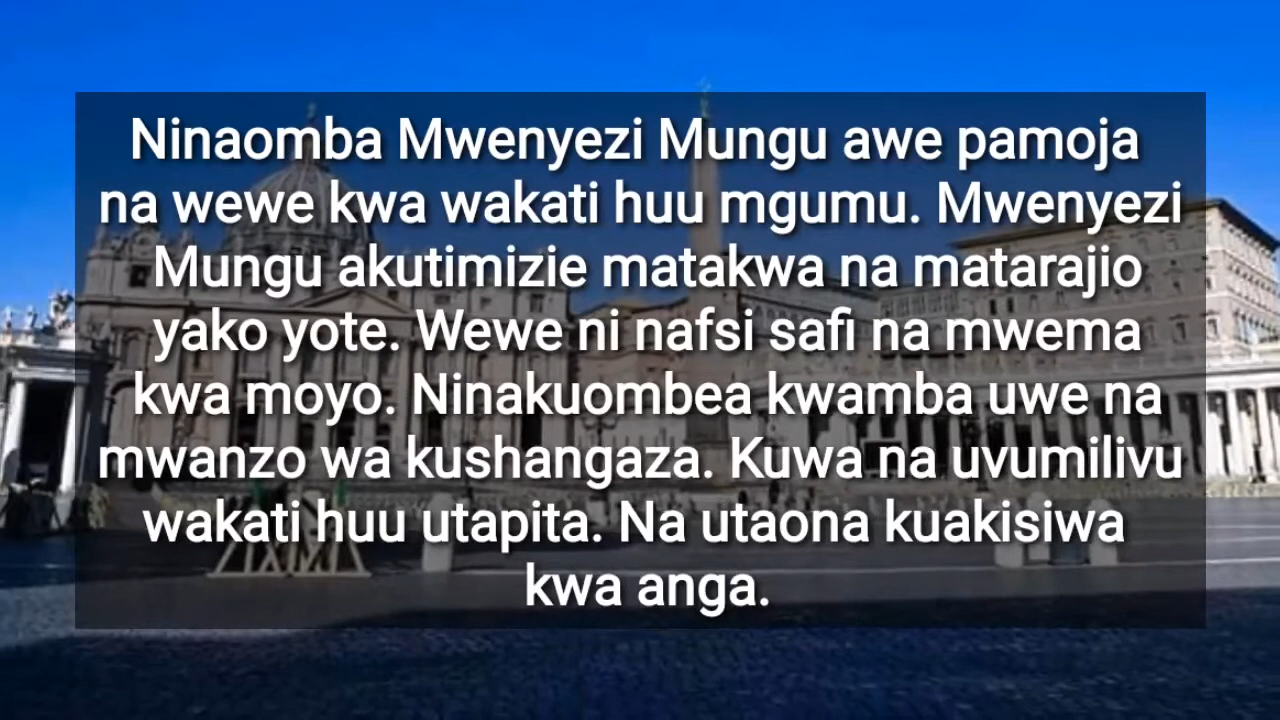 Ninaomba Mwenyezi Mungu awe pamoja
na wewe kwa wakati huu mgumu. Mwenyezi
Mungu akutimizie matakwa na matarajio
yako yote. Wewe ni nafsi safi na mwema
kwa moyo. Ninakuombea kwamba uwe na
mwanzo wa kushangaza. Kuwa na uvumilivu
wakati huu utapita. Na utaona kuakisiwa
kwa anga.